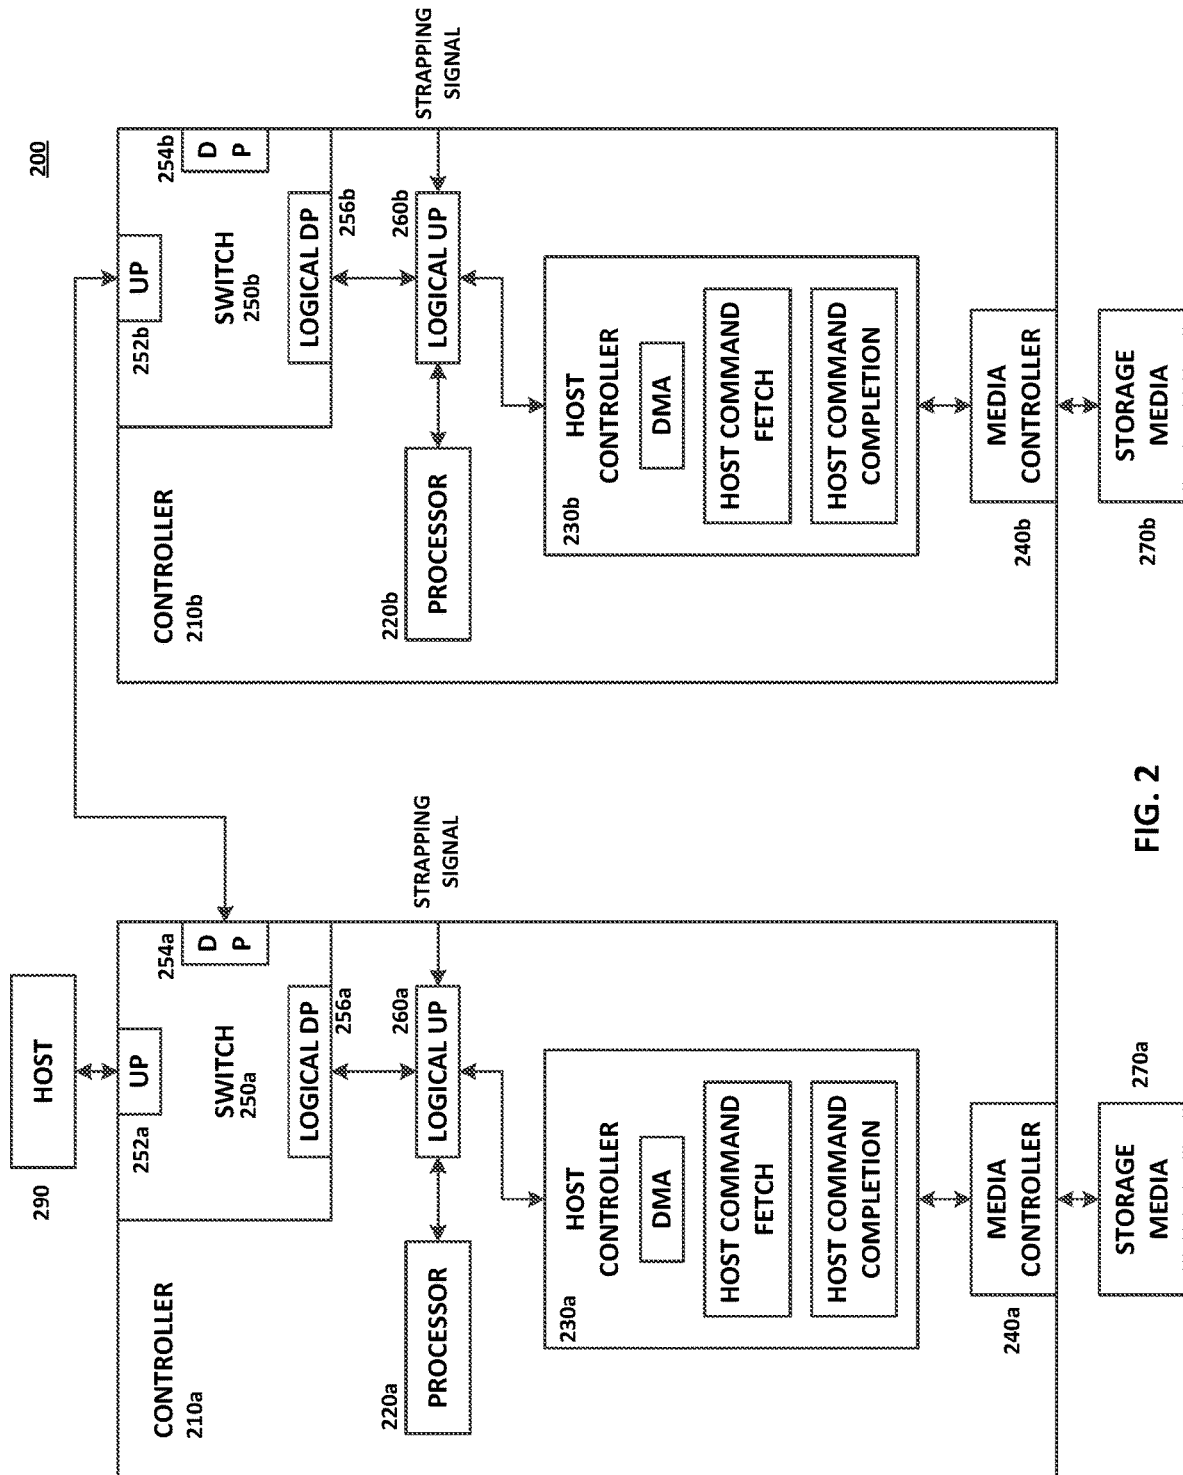 200
HOST
290
CONTROLLER
210a
252a
UP
254a
D
P
SWITCH
250a
LOGICAL DP
256a
PROCESSOR
220a
LOGICAL UP
260a
STRAPPING
SIGNAL
230a
HOST
CONTROLLER
DMA
HOST COMMAND
FETCH
HOST COMMAND
COMPLETION
240a
MEDIA
CONTROLLER
STORAGE
MEDIA
270a
CONTROLLER
210b
252b
UP
254b
D
P
SWITCH
250b
LOGICAL DP
256b
PROCESSOR
220b
LOGICAL UP
260b
STRAPPING
SIGNAL
230b
HOST
CONTROLLER
DMA
HOST COMMAND
FETCH
HOST COMMAND
COMPLETION
240b
MEDIA
CONTROLLER
270b
STORAGE
MEDIA
FIG. 2